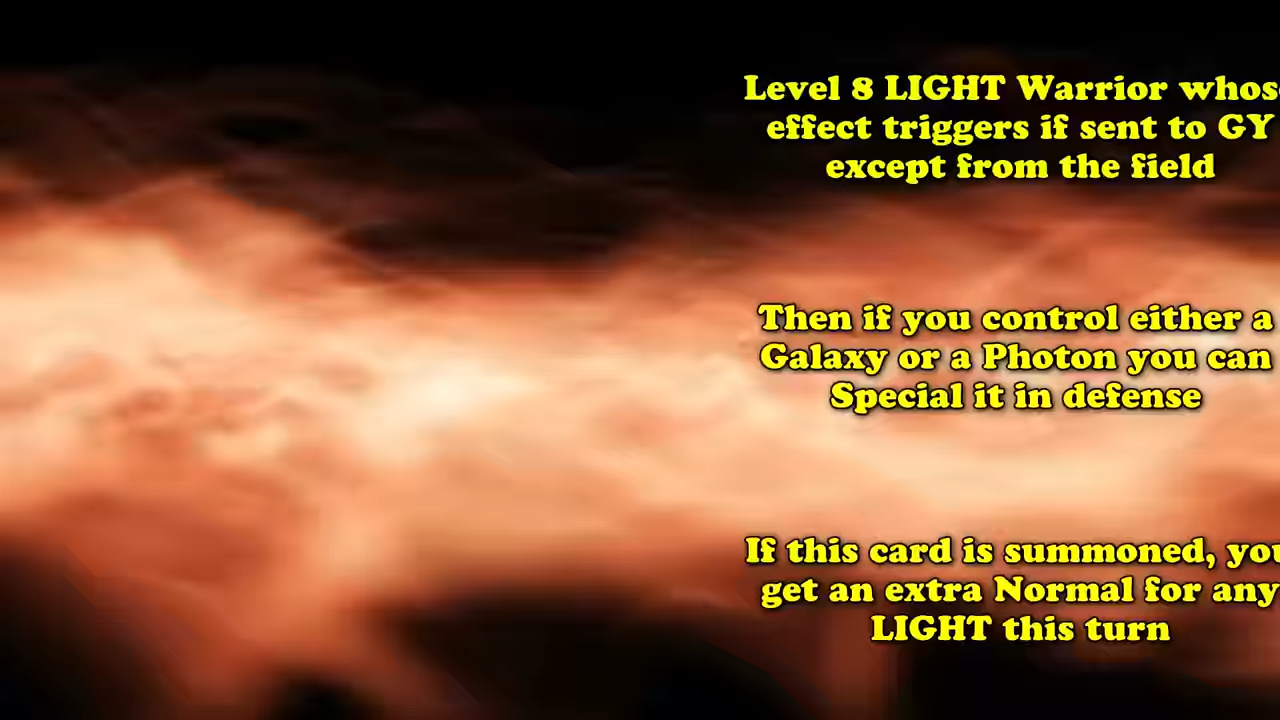 Level 8 LIGHT Warrior whose
effect triggers if sent to GY
except from the field
Then if you control either a
Galaxy or a Photon you can
Special it in defense
If this card is summoned, you
get an extra Normal for any
LIGHT this turn